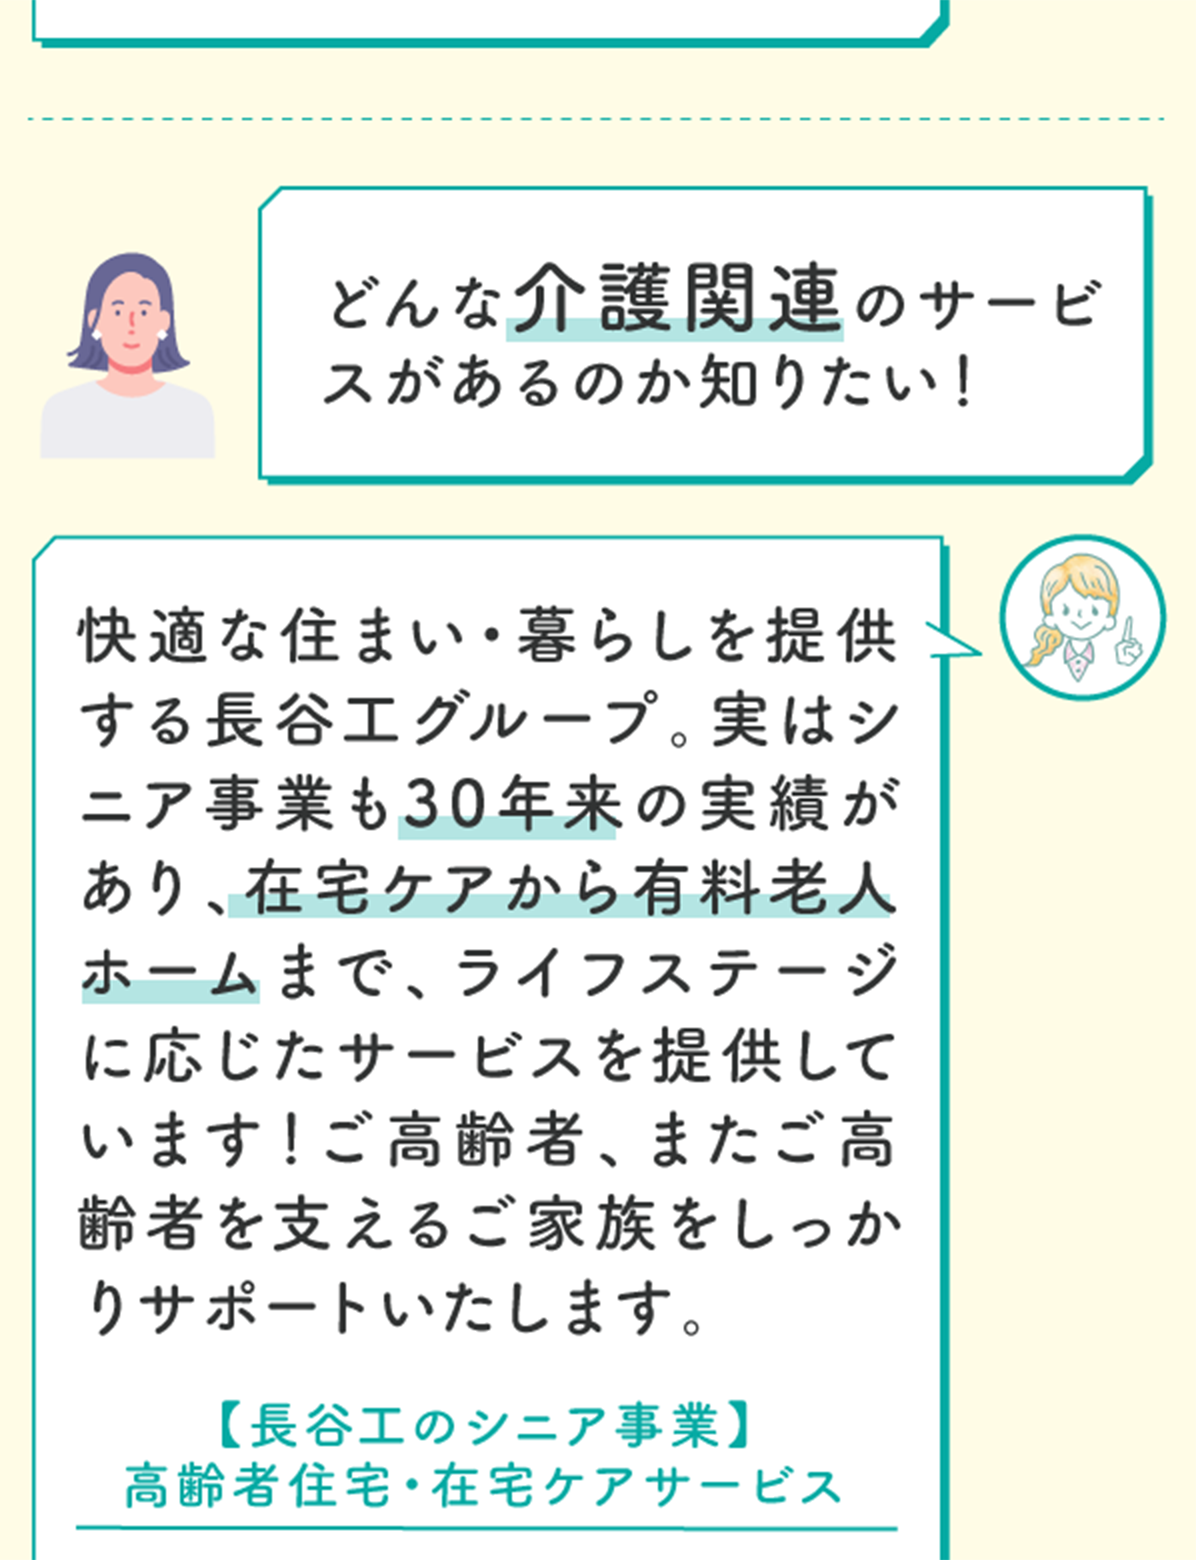 どんな介護関連のサービ
スがあるのか知りたい！
快適な住まい・暮らしを提供
する長谷工グループ。実はシ
ニア事業も30年来の実績が
あり、在宅ケアから有料老人
ホームまで、ライフステージ
に応じたサービスを提供して
います！ご高齢者、またご高
齢者を支えるご家族をしっか
りサポートいたします。
【長谷工のシニア事業】
高齢者住宅・在宅ケアサービス